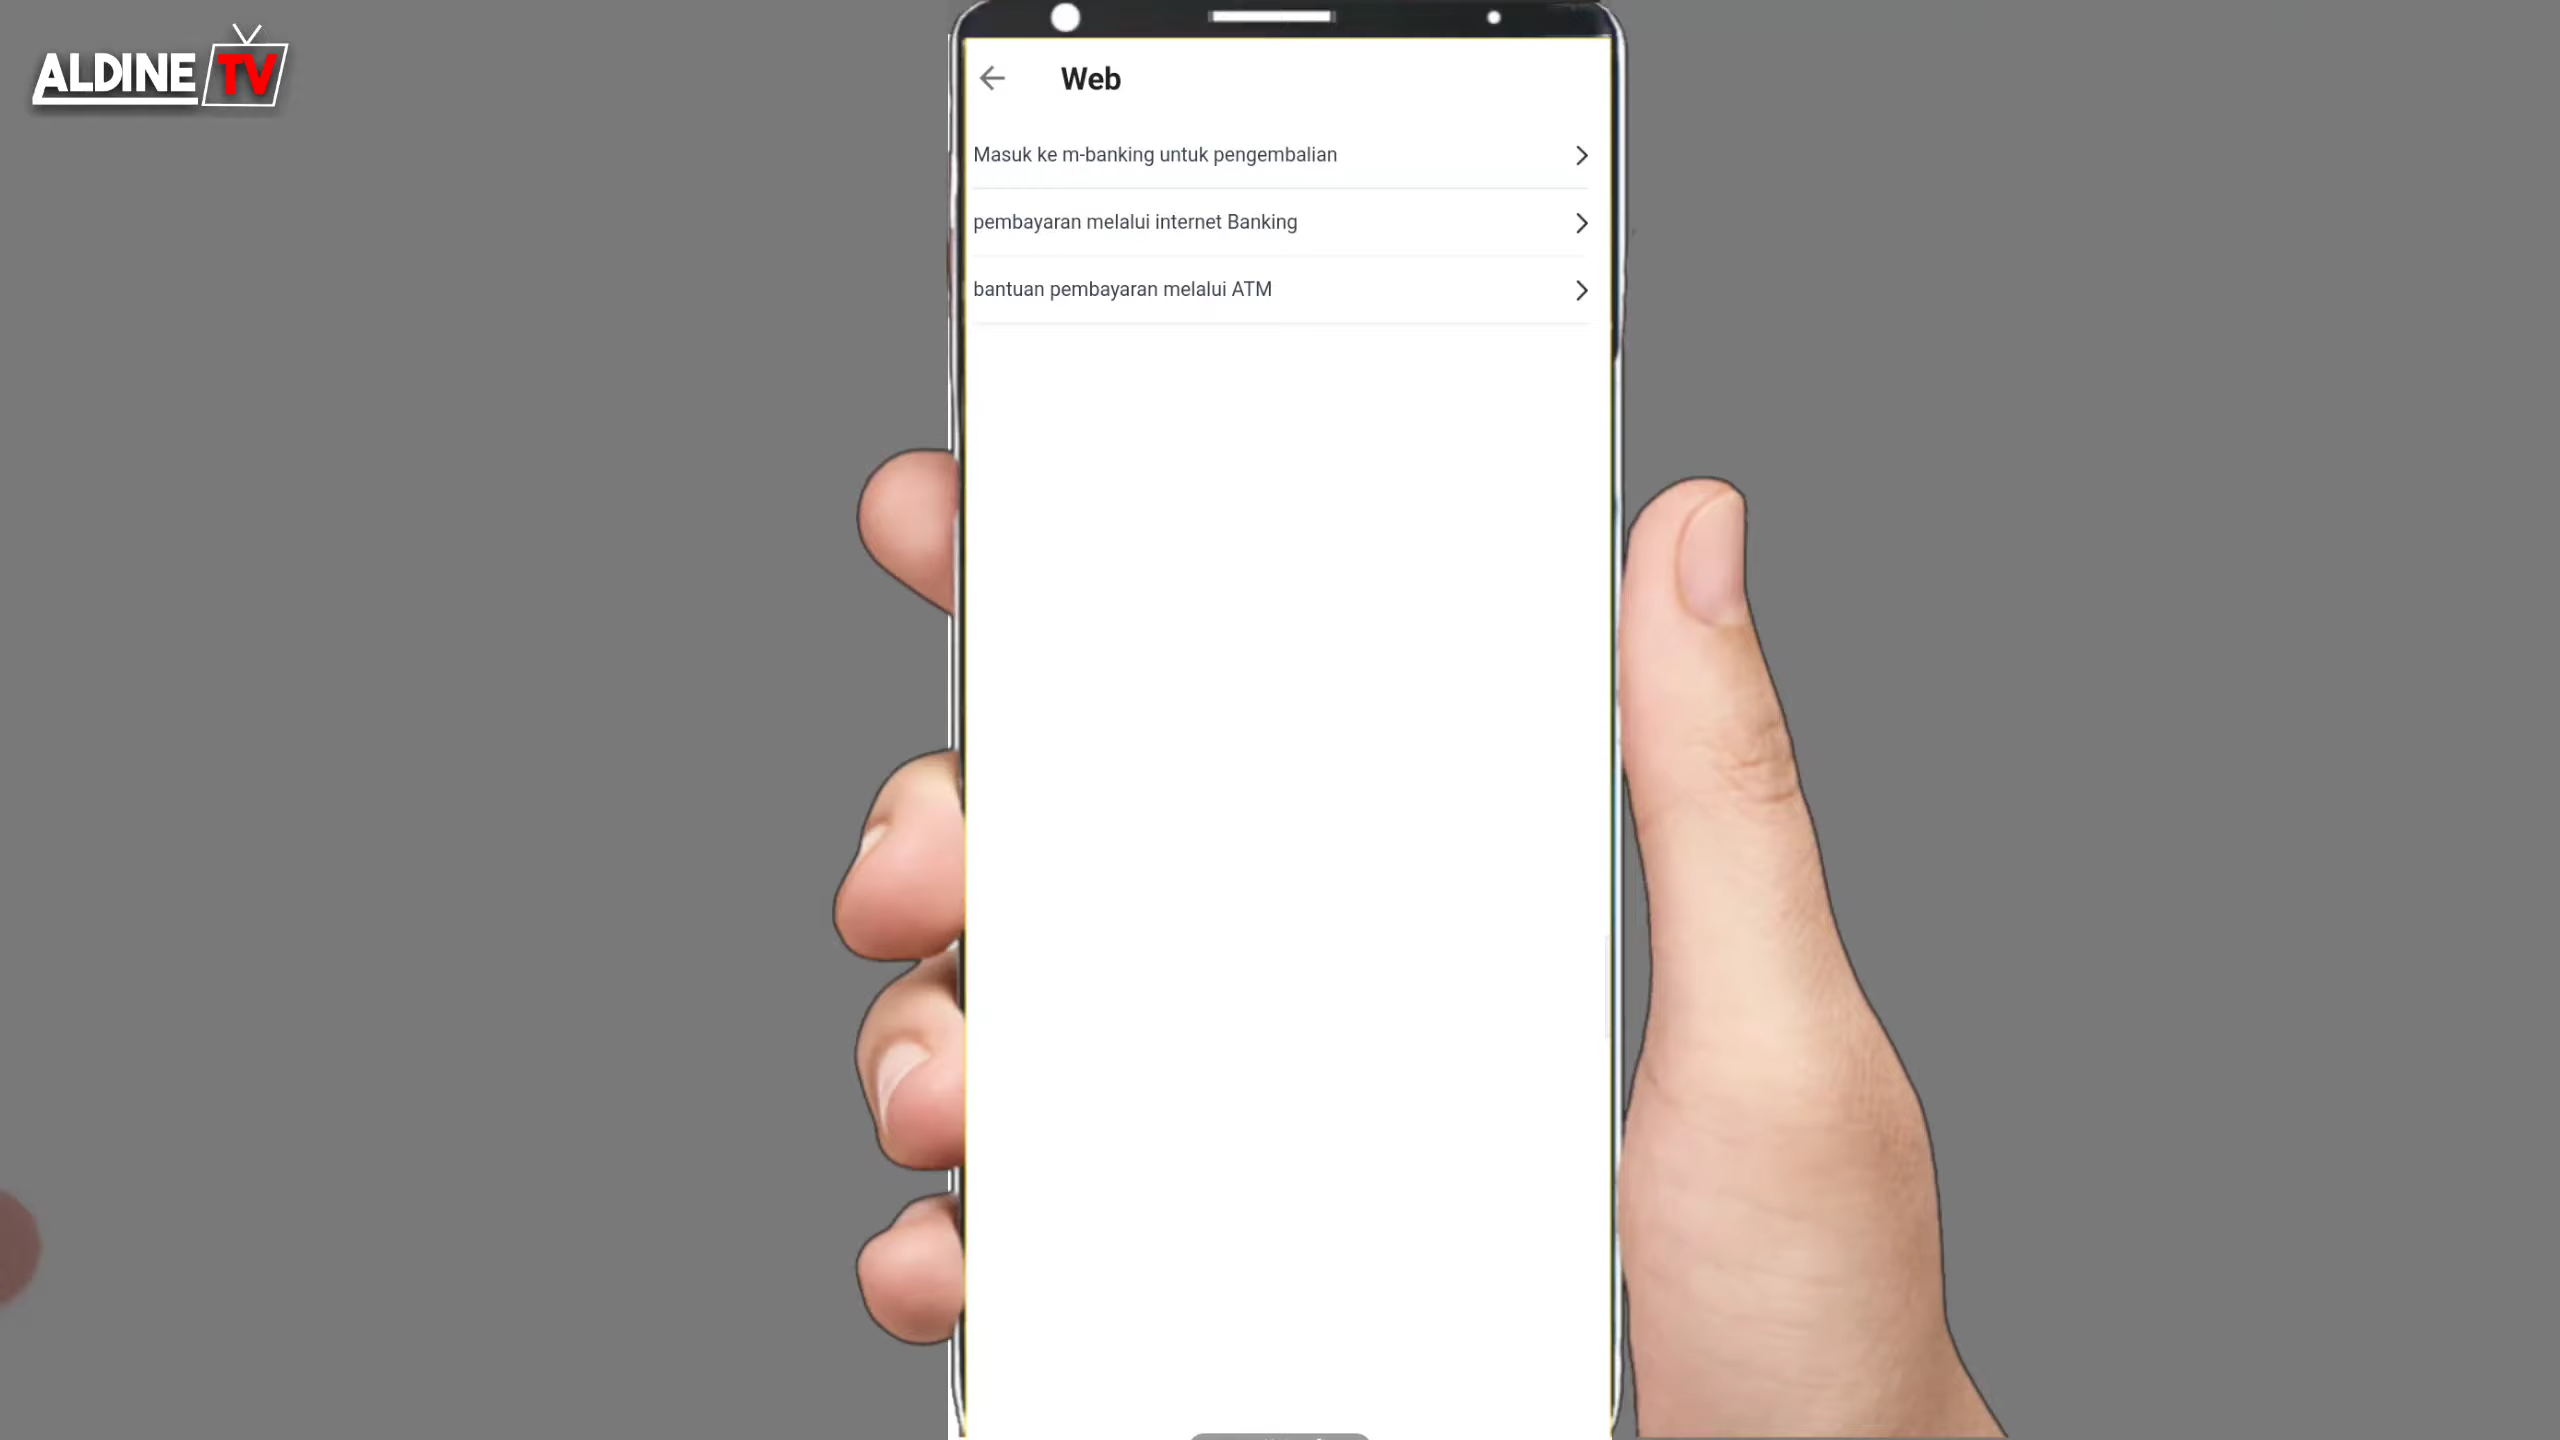 ALDINE TV
Web
Masuk ke m-banking untuk pengembalian
pembayaran melalui internet Banking
bantuan pembayaran melalui ATM